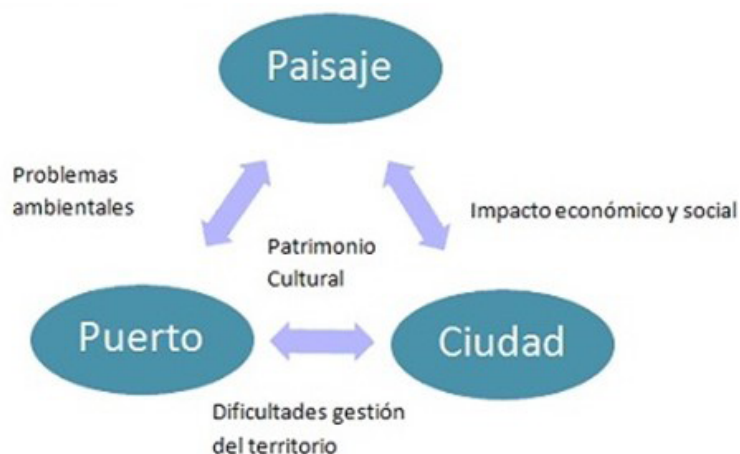 Paisaje
Problemas
ambientales
Impacto económico y social
Patrimonio
Cultural
Puerto
Ciudad
Dificultades gestión
del territorio